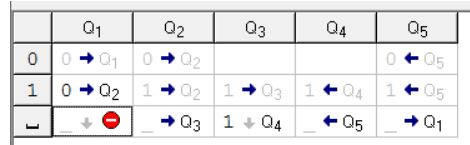 Q₁ Q₂ Q₃ Q₄ Q₅
0 0 → Q₁ 0 → Q₂ 0 ← Q₅
1 0 → Q₂ 1 → Q₂ 1 → Q₃ 1 ← Q₄ 1 ← Q₅
⎵ _ ↓ ⛔ _ → Q₃ 1 ↓ Q₄ _ ← Q₅ _ → Q₁